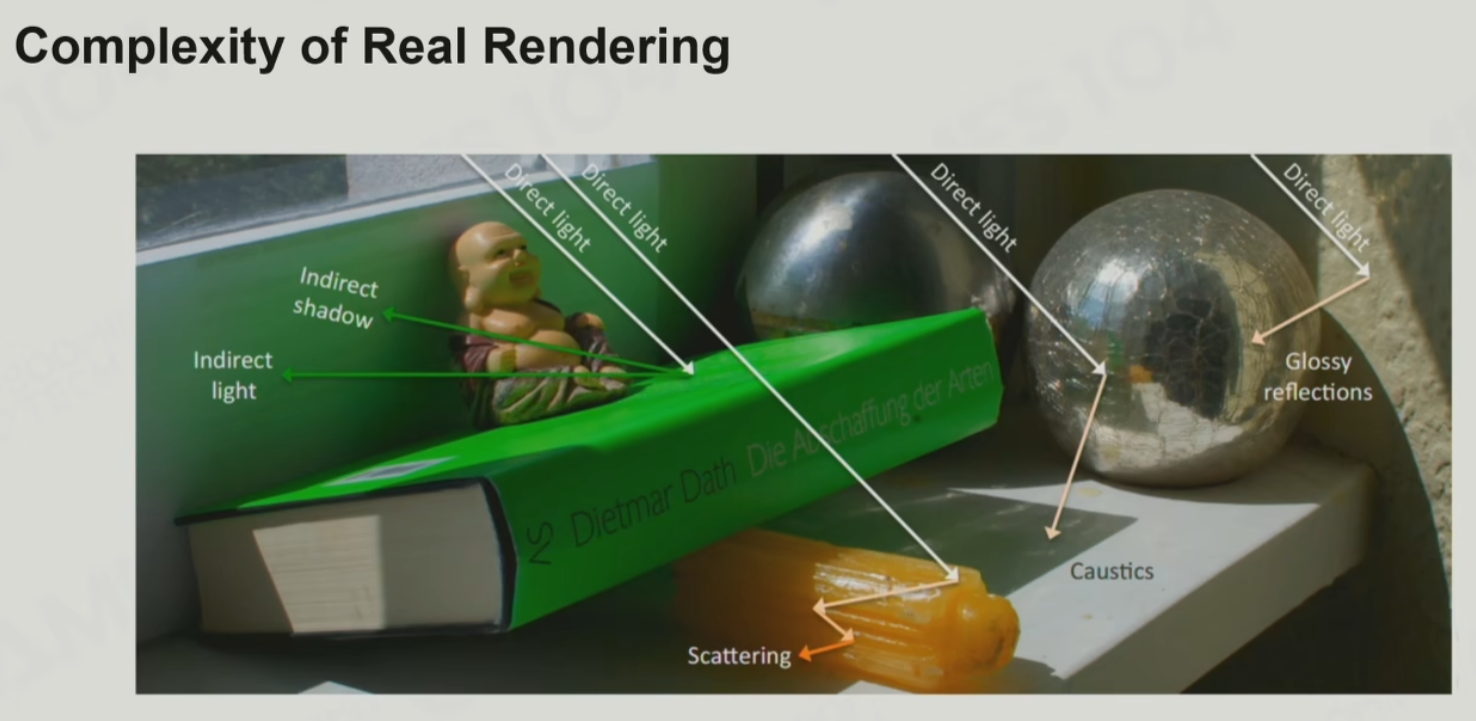 Complexity of Real Rendering
Direct light
Direct light
Direct light
Direct light
Indirect
shadow
Indirect
light
Glossy
reflections
Dietmar Dath Die Abschaffung der Arten
Caustics
Scattering